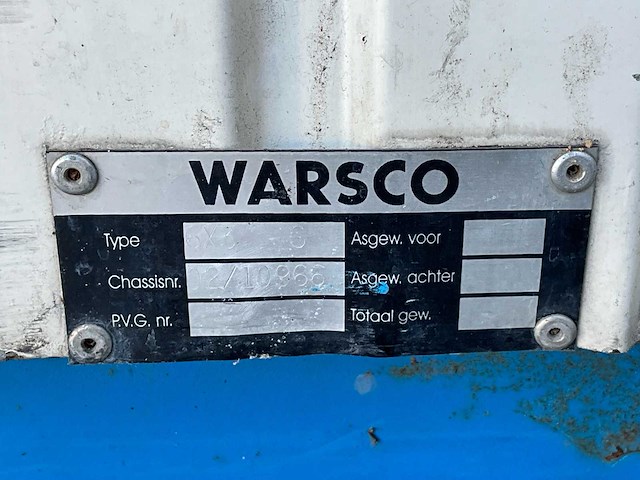 WARSCO
Type Asgew. voor
Chassisnr. Asgew. achter
P.V.G. nr. Totaal gew.